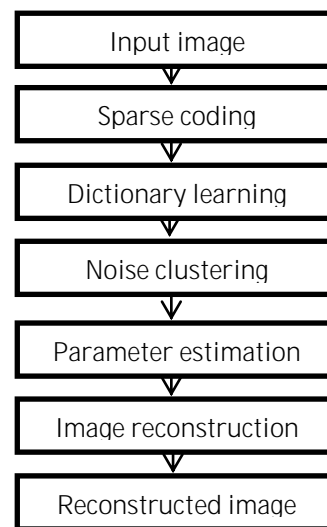 Input image
Sparse coding
Dictionary learning
Noise clustering
Parameter estimation
Image reconstruction
Reconstructed image